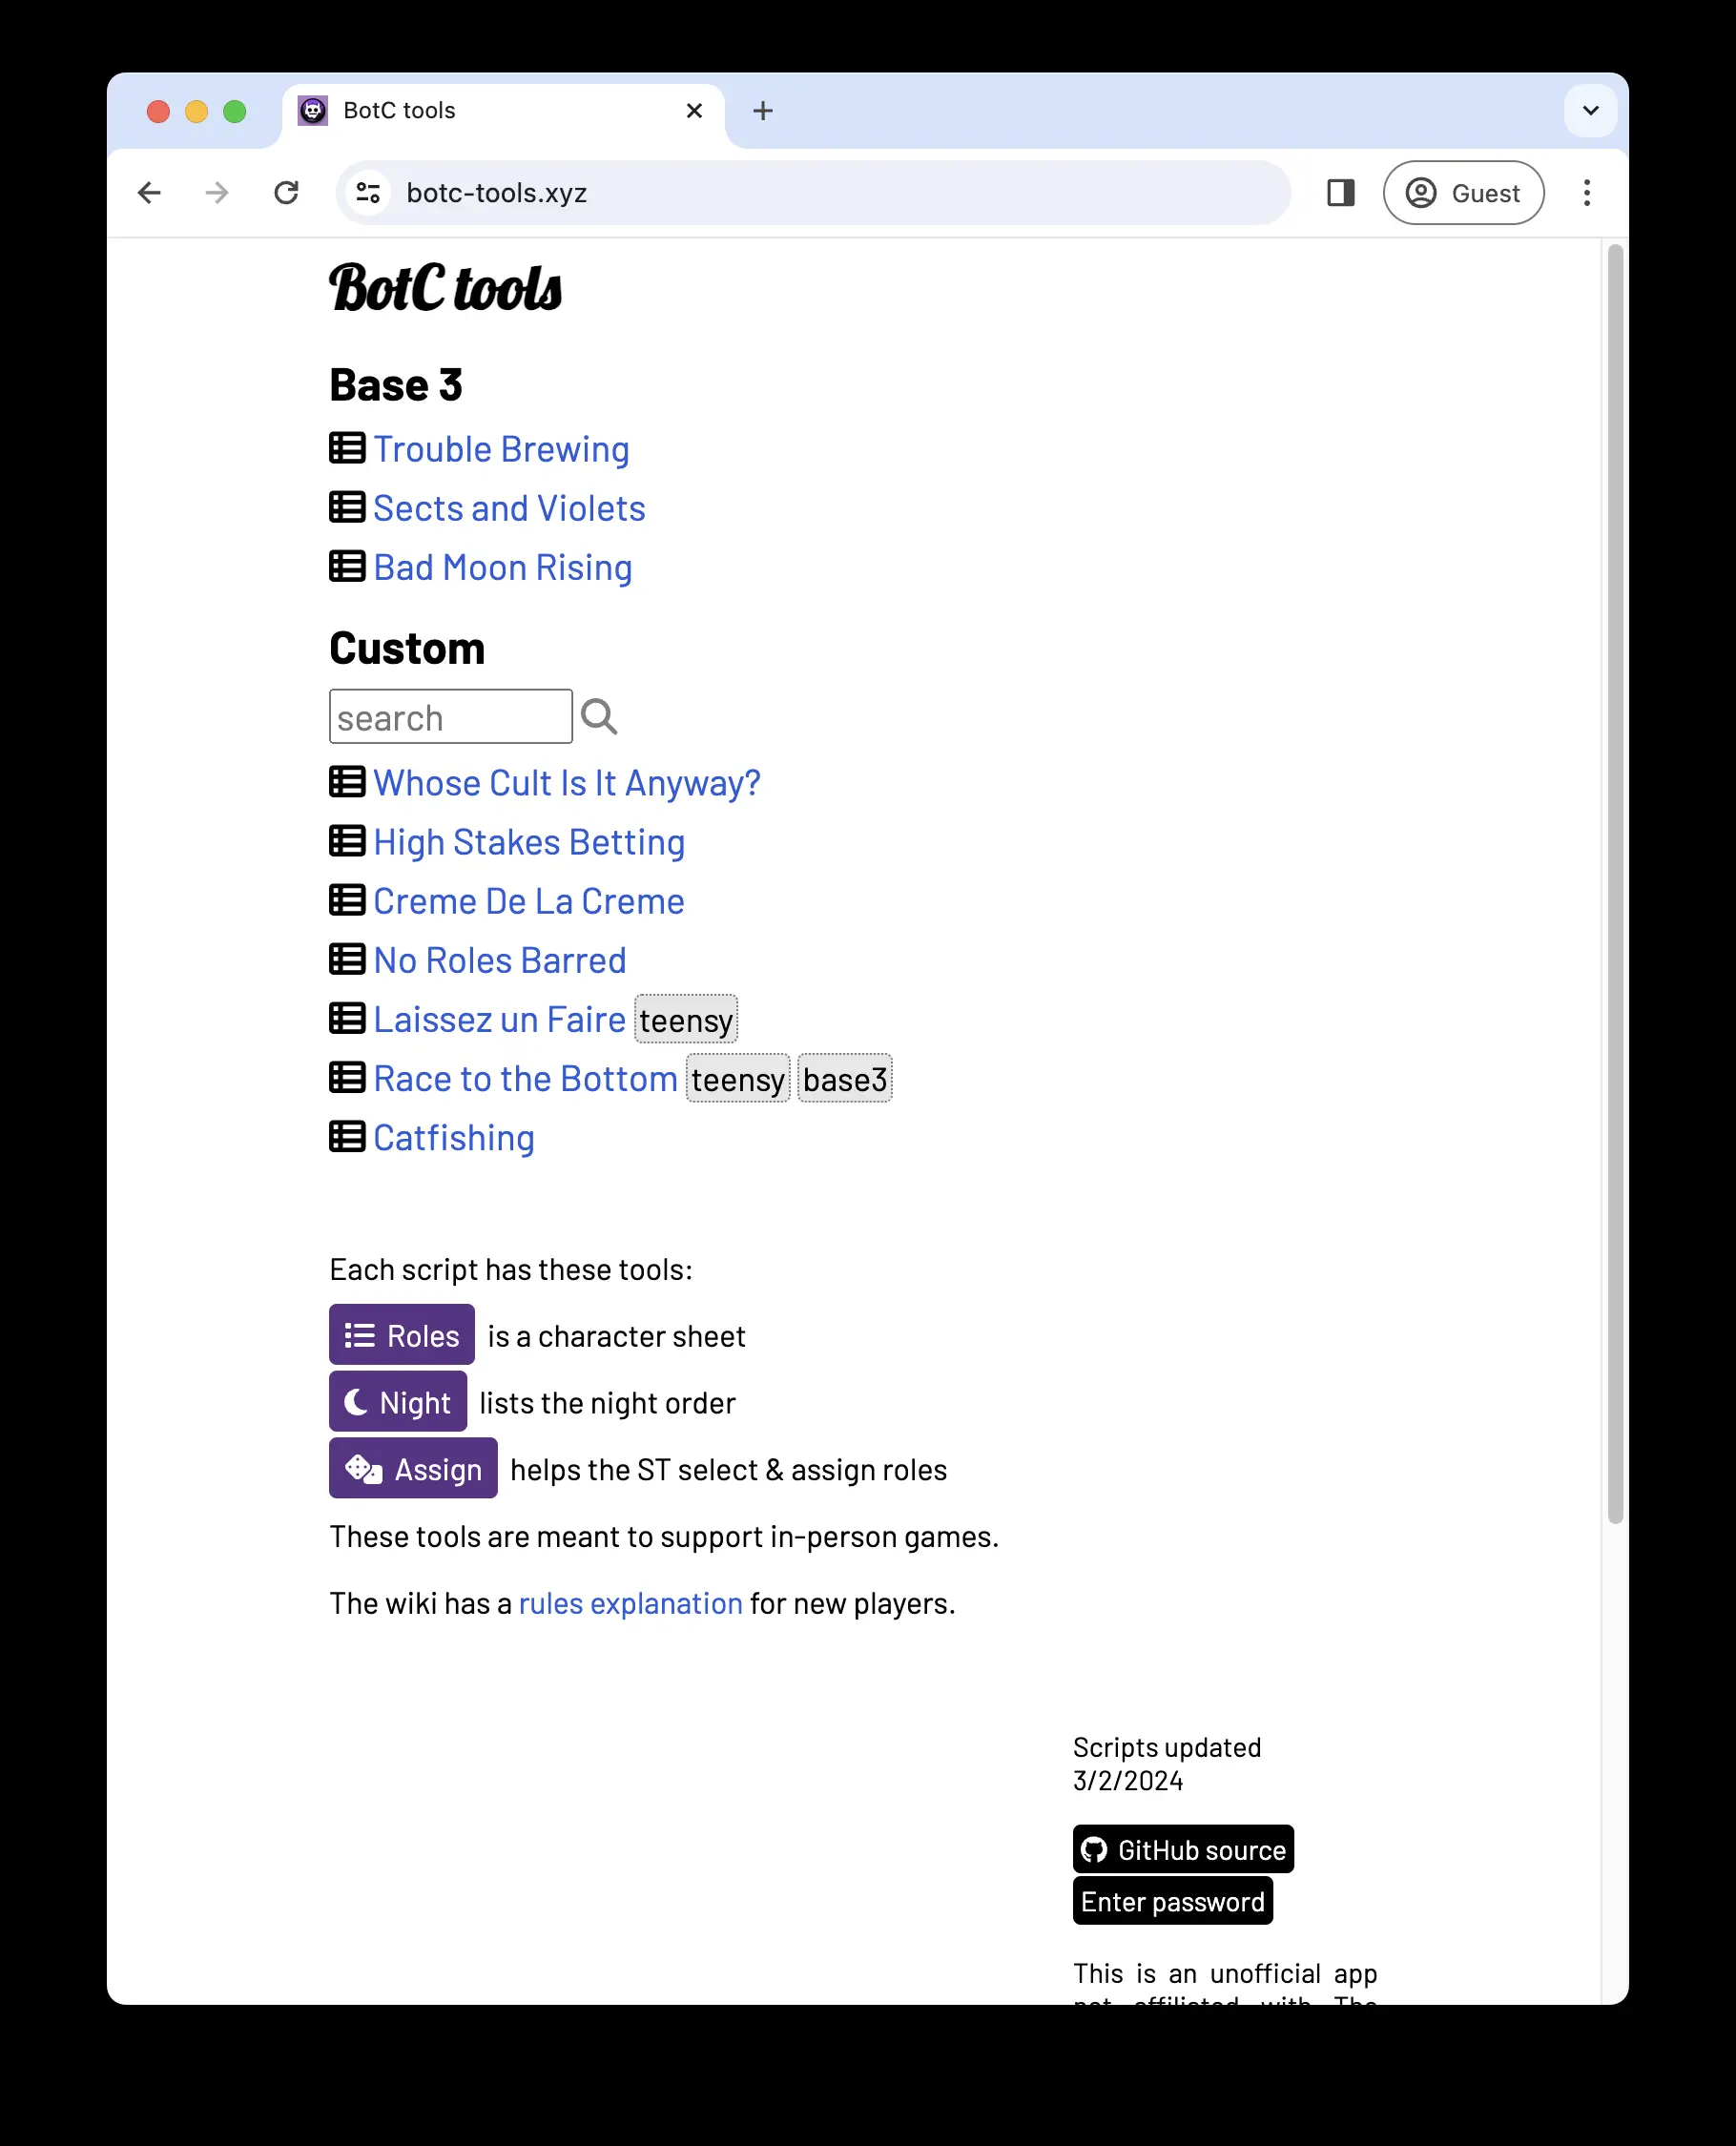 BotC tools
botc-tools.xyz
Guest
BotC tools
Base 3
Trouble Brewing
Sects and Violets
Bad Moon Rising
Custom
search
Whose Cult Is It Anyway?
High Stakes Betting
Creme De La Creme
No Roles Barred
Laissez un Faire teensy
Race to the Bottom teensy base3
Catfishing
Each script has these tools:
Roles is a character sheet
Night lists the night order
Assign helps the ST select & assign roles
These tools are meant to support in-person games.
The wiki has a rules explanation for new players.
Scripts updated
3/2/2024
GitHub source
Enter password
This is an unofficial app
not affiliated with The